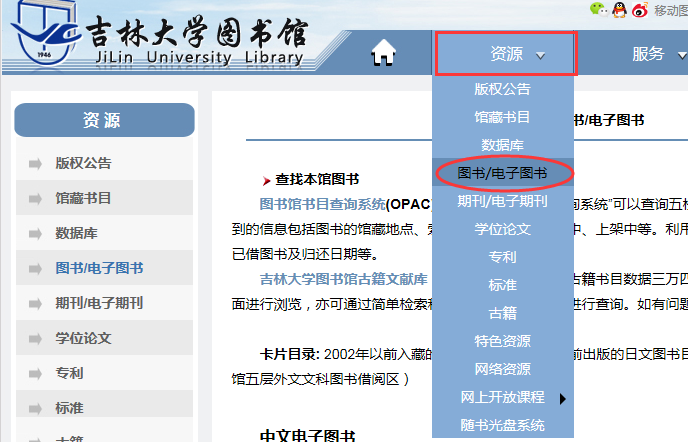 移动图
吉林大学图书馆
JiLin University Library
1946
资源
服务
资源
版权公告
馆藏书目
数据库
图书/电子图书
期刊/电子期刊
学位论文
专利
标准
古籍
特色资源
网络资源
网上开放课程
随书光盘系统
版权公告
馆藏书目
数据库
图书/电子图书
期刊/电子期刊
学位论文
专利
标准
古籍
书/电子图书
查找本馆图书
图书馆书目查询系统(OPAC) 询系统”可以查询五校
到的信息包括图书的馆藏地点、索 中、上架中等。利用
已借图书及归还日期等。
吉林大学图书馆古籍文献库 古籍书目数据三万四
面进行浏览，亦可通过简单检索和 进行查询。如有问题
卡片目录: 2002年以前入藏的 前出版的日文图书目
馆五层外文文科图书借阅区）
中文电子图书